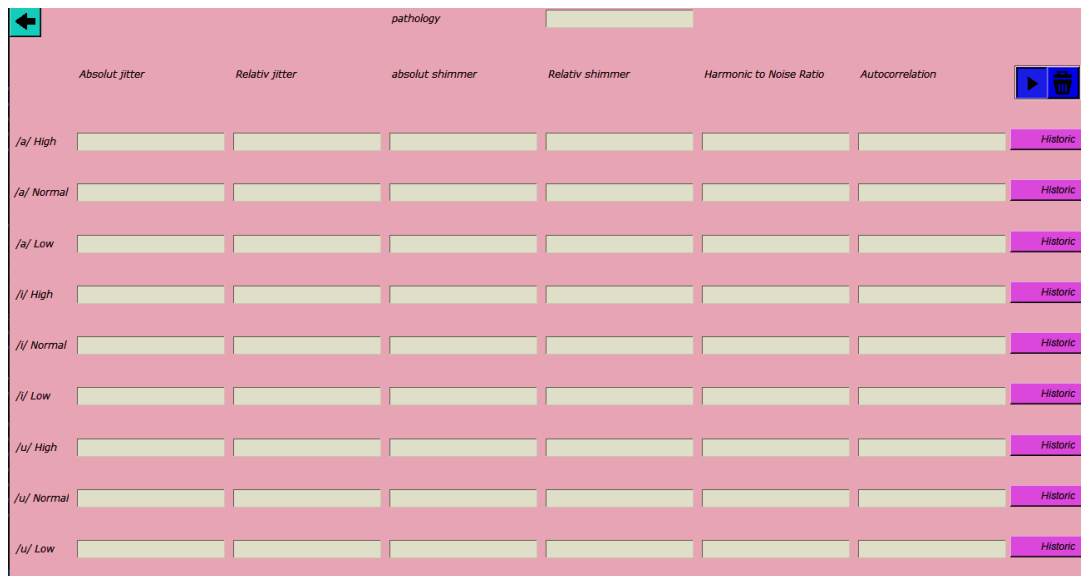 pathology
Absolut jitter Relativ jitter absolut shimmer Relativ shimmer Harmonic to Noise Ratio Autocorrelation
/a/ High Historic
/a/ Normal Historic
/a/ Low Historic
/i/ High Historic
/i/ Normal Historic
/i/ Low Historic
/u/ High Historic
/u/ Normal Historic
/u/ Low Historic